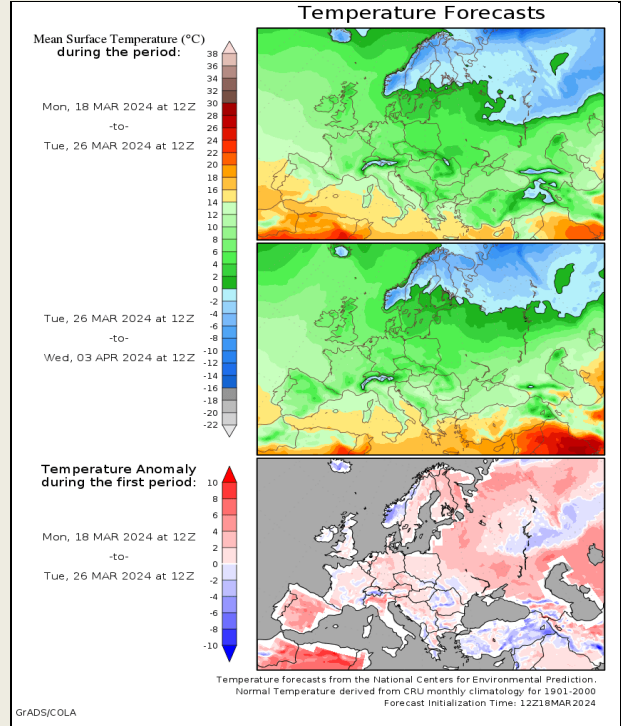 Temperature Forecasts
Mean Surface Temperature (°C)
during the period:
Mon, 18 MAR 2024 at 12Z
-to-
Tue, 26 MAR 2024 at 12Z
38
36
34
32
30
28
26
24
22
20
18
16
14
12
10
8
6
4
2
0
-2
-4
-6
-8
-10
-12
-14
-16
-18
-20
-22
Tue, 26 MAR 2024 at 12Z
-to-
Wed, 03 APR 2024 at 12Z
Temperature Anomaly
during the first period:
Mon, 18 MAR 2024 at 12Z
-to-
Tue, 26 MAR 2024 at 12Z
10
8
6
4
2
0
-2
-4
-6
-8
-10
Temperature forecasts from the National Centers for Environmental Prediction.
Normal Temperature derived from CRU monthly climatology for 1901-2000
Forecast Initialization Time: 12Z18MAR2024
GrADS/COLA